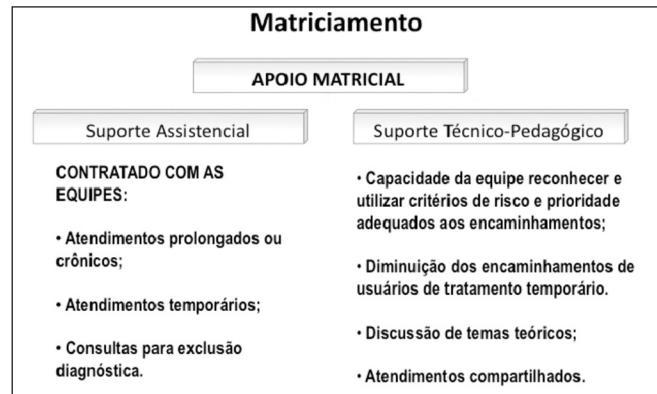 Matriciamento
APOIO MATRICIAL
Suporte Assistencial
CONTRATADO COM AS
EQUIPES:
• Atendimentos prolongados ou
crônicos;
• Atendimentos temporários;
• Consultas para exclusão
diagnóstica.
Suporte Técnico-Pedagógico
• Capacidade da equipe reconhecer e
utilizar critérios de risco e prioridade
adequados aos encaminhamentos;
• Diminuição dos encaminhamentos de
usuários de tratamento temporário.
• Discussão de temas teóricos;
• Atendimentos compartilhados.